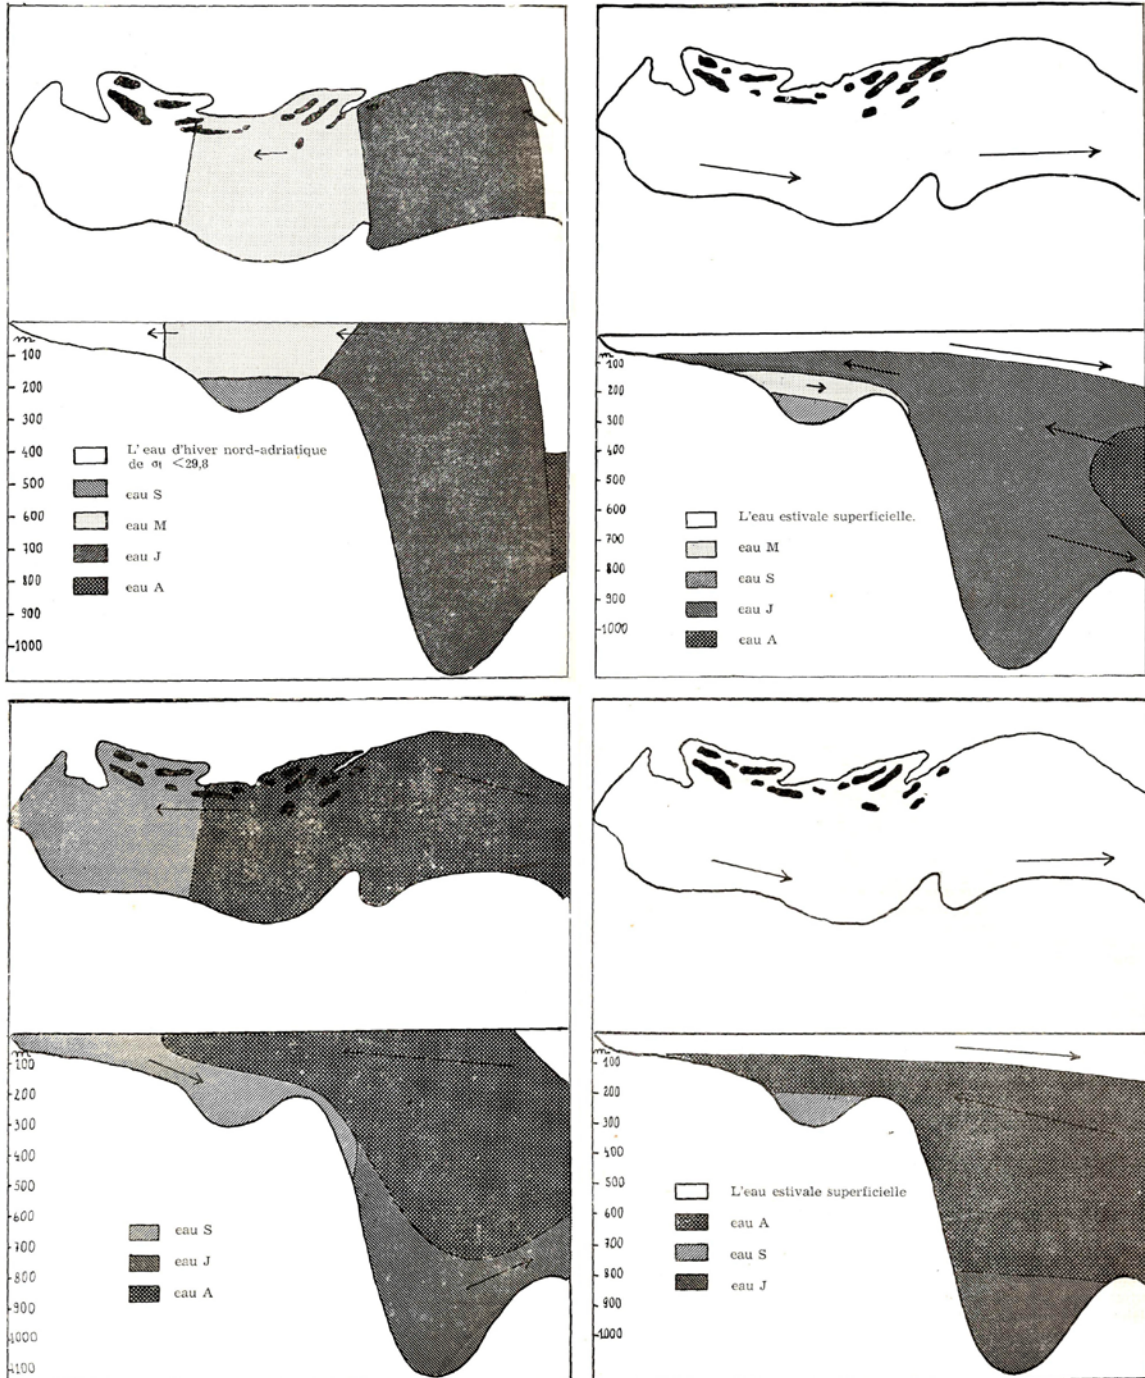 m
100
200
300
400
500
600
700
800
900
1000
L'eau d'hiver nord-adriatique
de σt <29,8
eau S
eau M
eau J
eau A
m
100
200
300
400
500
600
700
800
900
1000
L'eau estivale superficielle.
eau M
eau S
eau J
eau A
m
100
200
300
400
500
600
700
800
900
1000
1100
eau S
eau J
eau A
m
100
200
300
400
500
600
700
800
900
1000
L'eau estivale superficielle
eau A
eau S
eau J